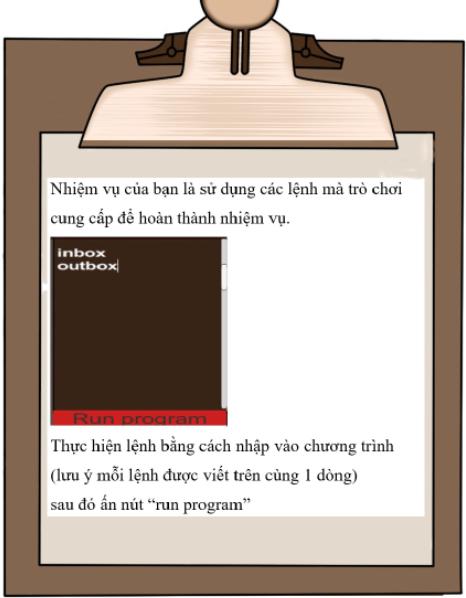 Nhiệm vụ của bạn là sử dụng các lệnh mà trò chơi
cung cấp để hoàn thành nhiệm vụ.
inbox
outbox
Run program
Thực hiện lệnh bằng cách nhập vào chương trình
(lưu ý mỗi lệnh được viết trên cùng 1 dòng)
sau đó ấn nút “run program”